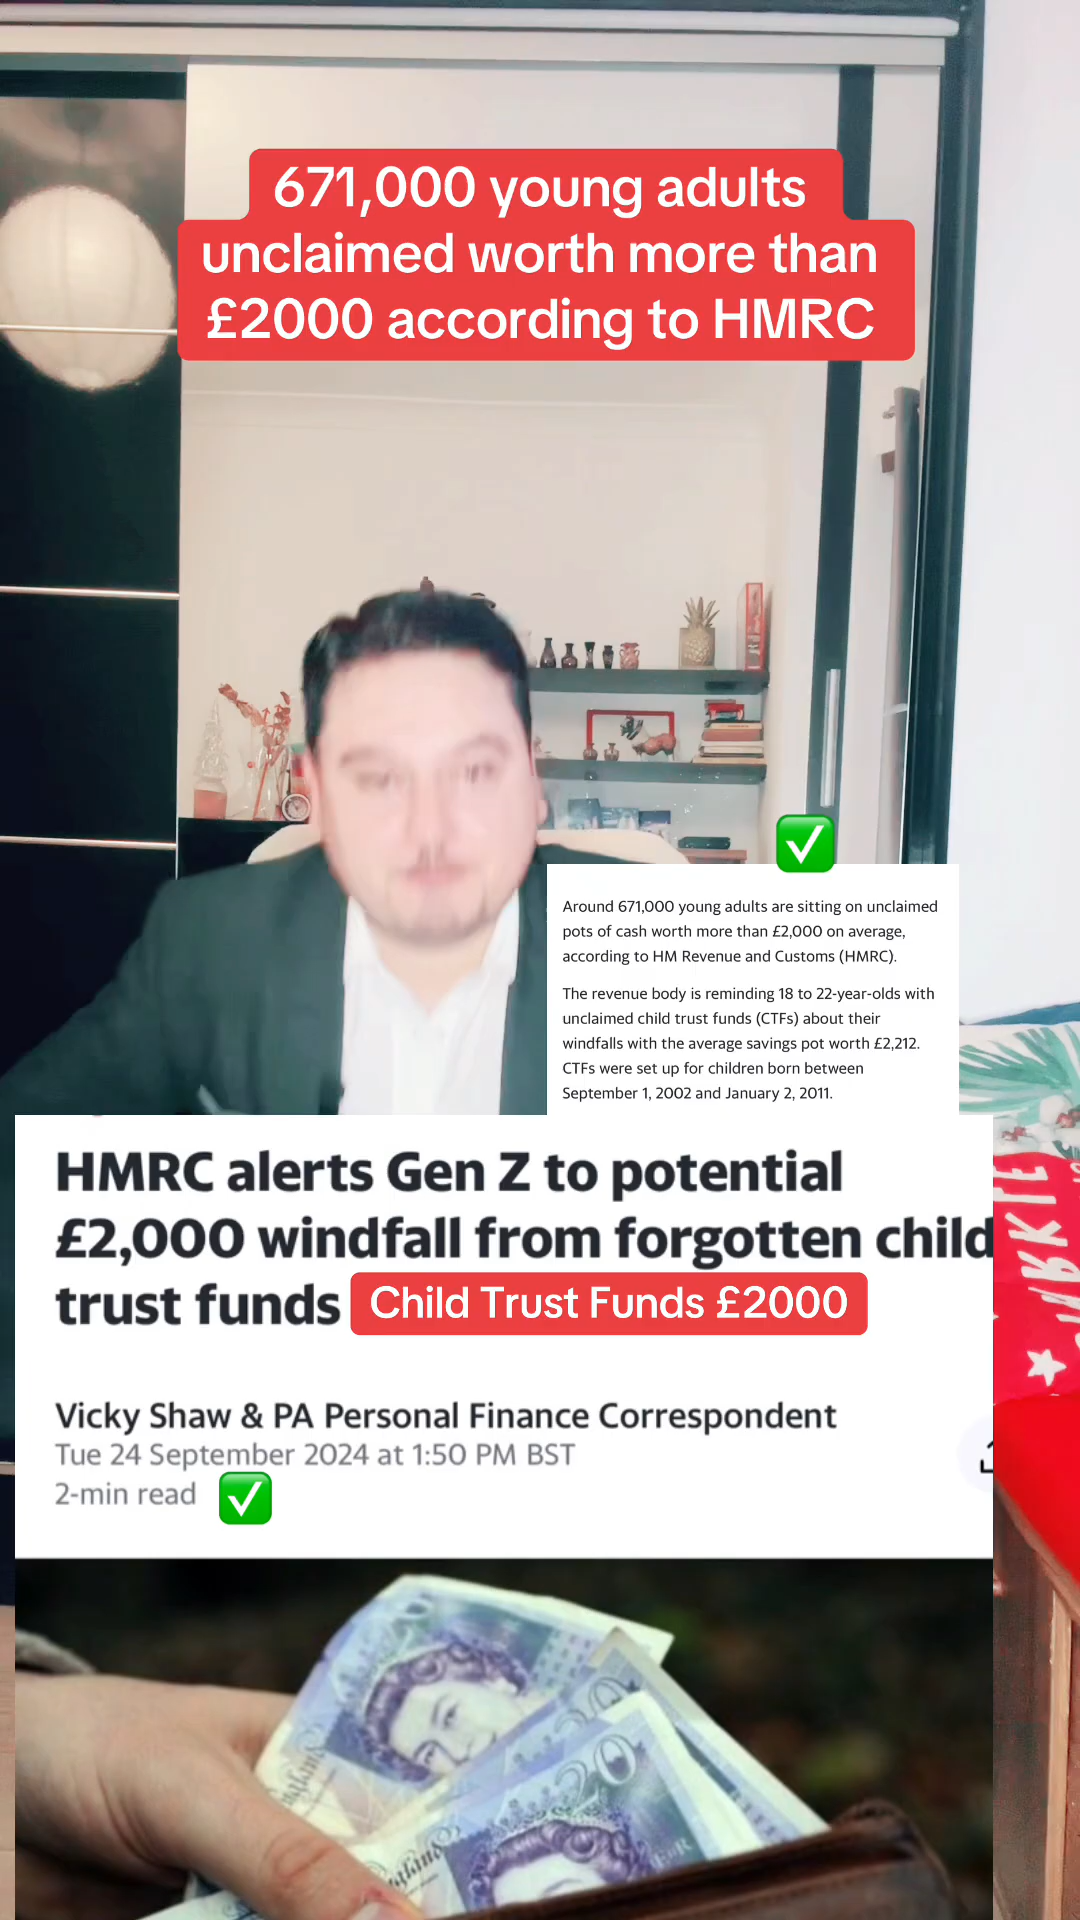 671,000 young adults
unclaimed worth more than
£2000 according to HMRC
Around 671,000 young adults are sitting on unclaimed
pots of cash worth more than £2,000 on average,
according to HM Revenue and Customs (HMRC).
The revenue body is reminding 18 to 22-year-olds with
unclaimed child trust funds (CTFs) about their
windfalls with the average savings pot worth £2,212.
CTFs were set up for children born between
September 1, 2002 and January 2, 2011.
HMRC alerts Gen Z to potential
£2,000 windfall from forgotten child
trust funds
Child Trust Funds £2000
Vicky Shaw & PA Personal Finance Correspondent
Tue 24 September 2024 at 1:50 PM BST
2-min read
20
20